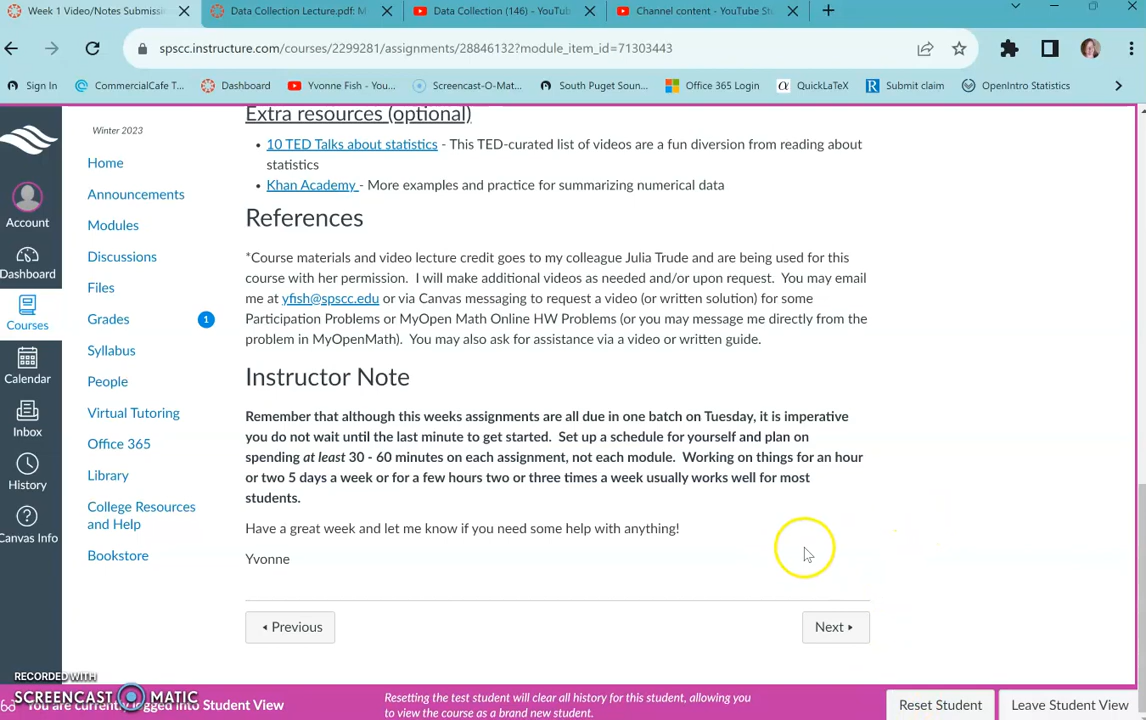 Week 1 Video/Notes Submissi
Data Collection Lecture.pdf: M
Data Collection (146) - YouTub
Channel content - YouTube St
spscc.instructure.com/courses/2299281/assignments/28846132?module_item_id=71303443
Sign In
CommercialCafe T...
Dashboard
Yvonne Fish - You...
Screencast-O-Mat...
South Puget Soun...
Office 365 Login
QuickLaTeX
Submit claim
OpenIntro Statistics
Account
Dashboard
Courses
Calendar
Inbox
History
Canvas Info
Winter 2023
Home
Announcements
Modules
Discussions
Files
Grades 1
Syllabus
People
Virtual Tutoring
Office 365
Library
College Resources
and Help
Bookstore
Extra resources (optional)
• 10 TED Talks about statistics - This TED-curated list of videos are a fun diversion from reading about
statistics
• Khan Academy - More examples and practice for summarizing numerical data
References
*Course materials and video lecture credit goes to my colleague Julia Trude and are being used for this
course with her permission. I will make additional videos as needed and/or upon request. You may email
me at yfish@spscc.edu or via Canvas messaging to request a video (or written solution) for some
Participation Problems or MyOpen Math Online HW Problems (or you may message me directly from the
problem in MyOpenMath). You may also ask for assistance via a video or written guide.
Instructor Note
Remember that although this weeks assignments are all due in one batch on Tuesday, it is imperative
you do not wait until the last minute to get started. Set up a schedule for yourself and plan on
spending at least 30 - 60 minutes on each assignment, not each module. Working on things for an hour
or two 5 days a week or for a few hours two or three times a week usually works well for most
students.
Have a great week and let me know if you need some help with anything!
Yvonne
Previous
Next
RECORDED WITH
SCREENCAST MATIC
You are currently logged into Student View
Resetting the test student will clear all history for this student, allowing you
to view the course as a brand new student.
Reset Student
Leave Student View